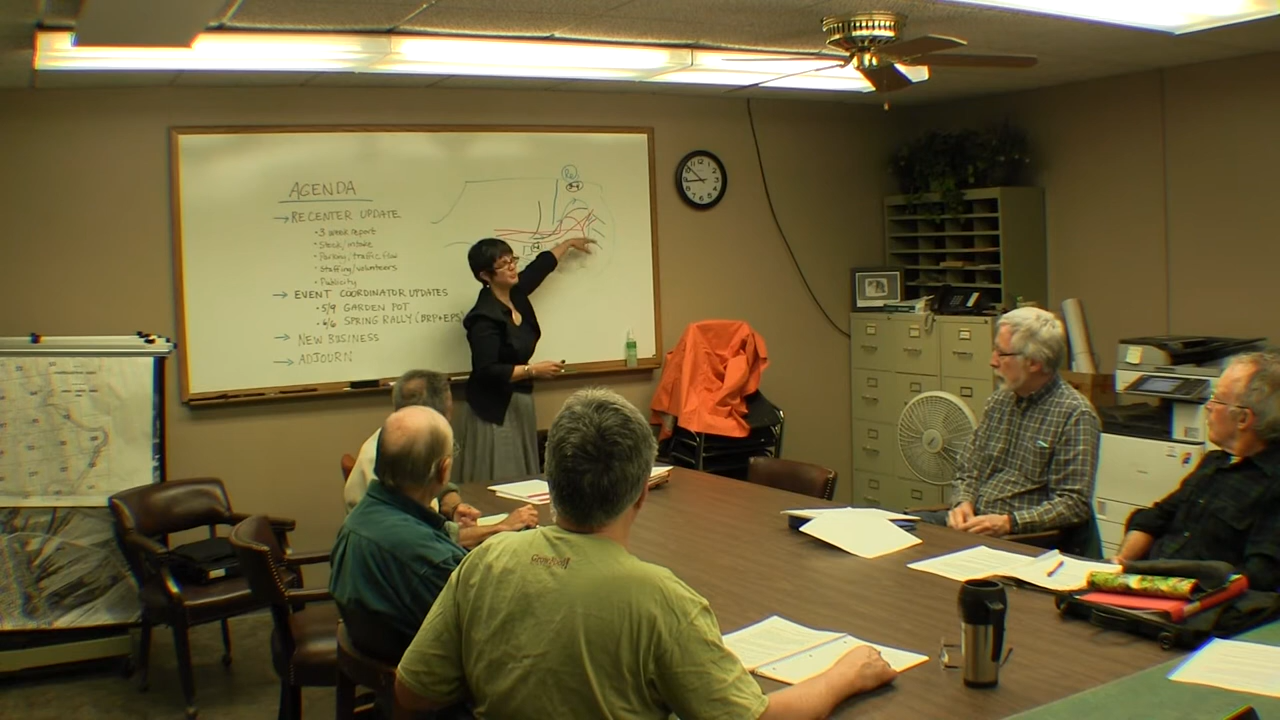 AGENDA
→RECENTER UPDATE
• 3 week report
• Stock/intake
• Parking/traffic flow
• Staffing/volunteers
• Publicity
→ EVENT COORDINATOR UPDATES
• 5/9 GARDEN POT
• 6/6 SPRING RALLY (BRP+EPS)
→ NEW BUSINESS
→ ADJOURN